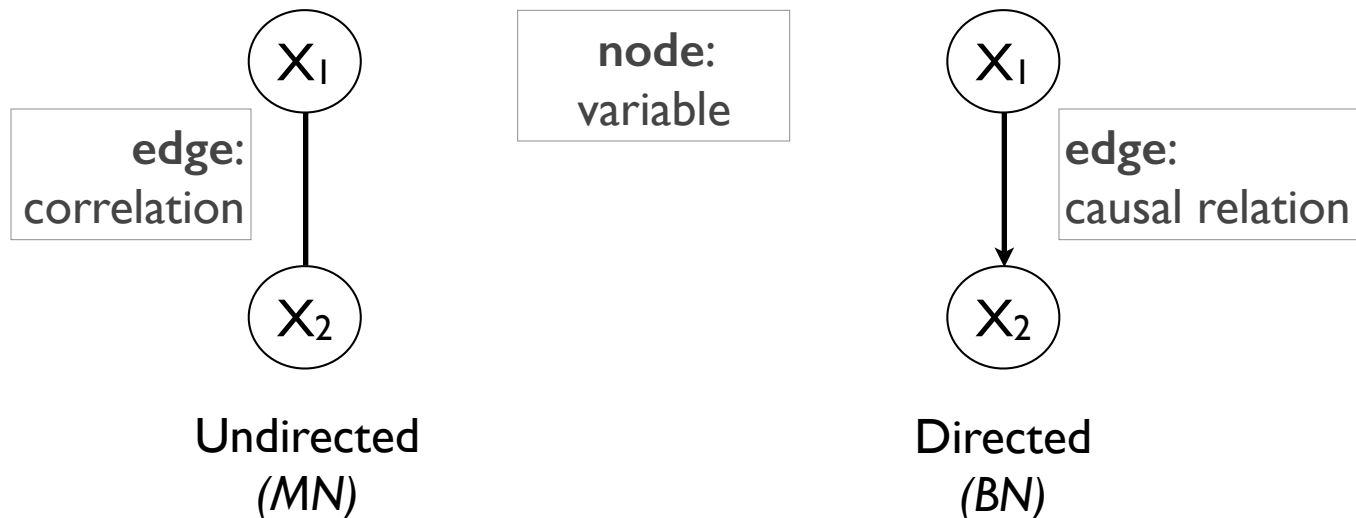 X₁
edge:
correlation
X₂
Undirected
(MN)
node:
variable
X₁
edge:
causal relation
X₂
Directed
(BN)